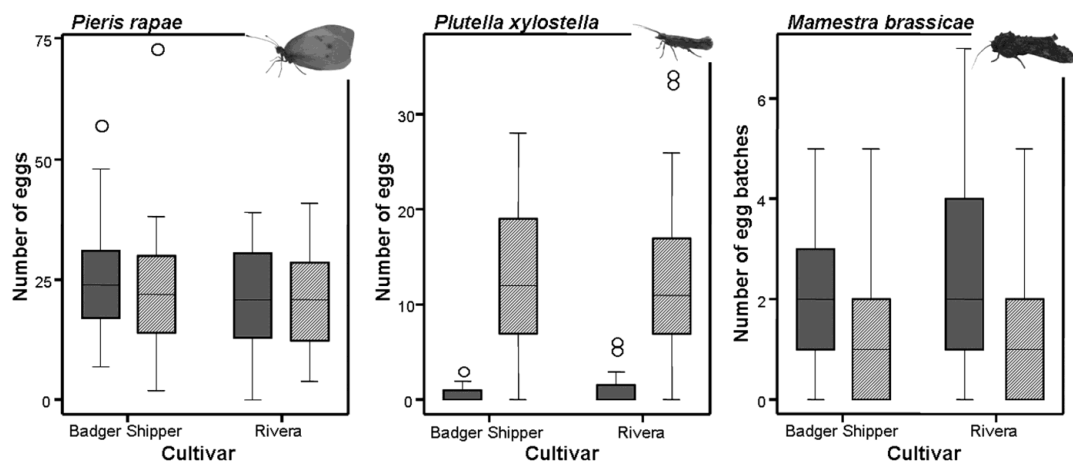 Pieris rapae
75
50
25
0
Number of eggs
Badger Shipper Rivera
Cultivar
Plutella xylostella
30
20
10
0
Number of eggs
Badger Shipper Rivera
Cultivar
Mamestra brassicae
6
4
2
0
Number of egg batches
Badger Shipper Rivera
Cultivar